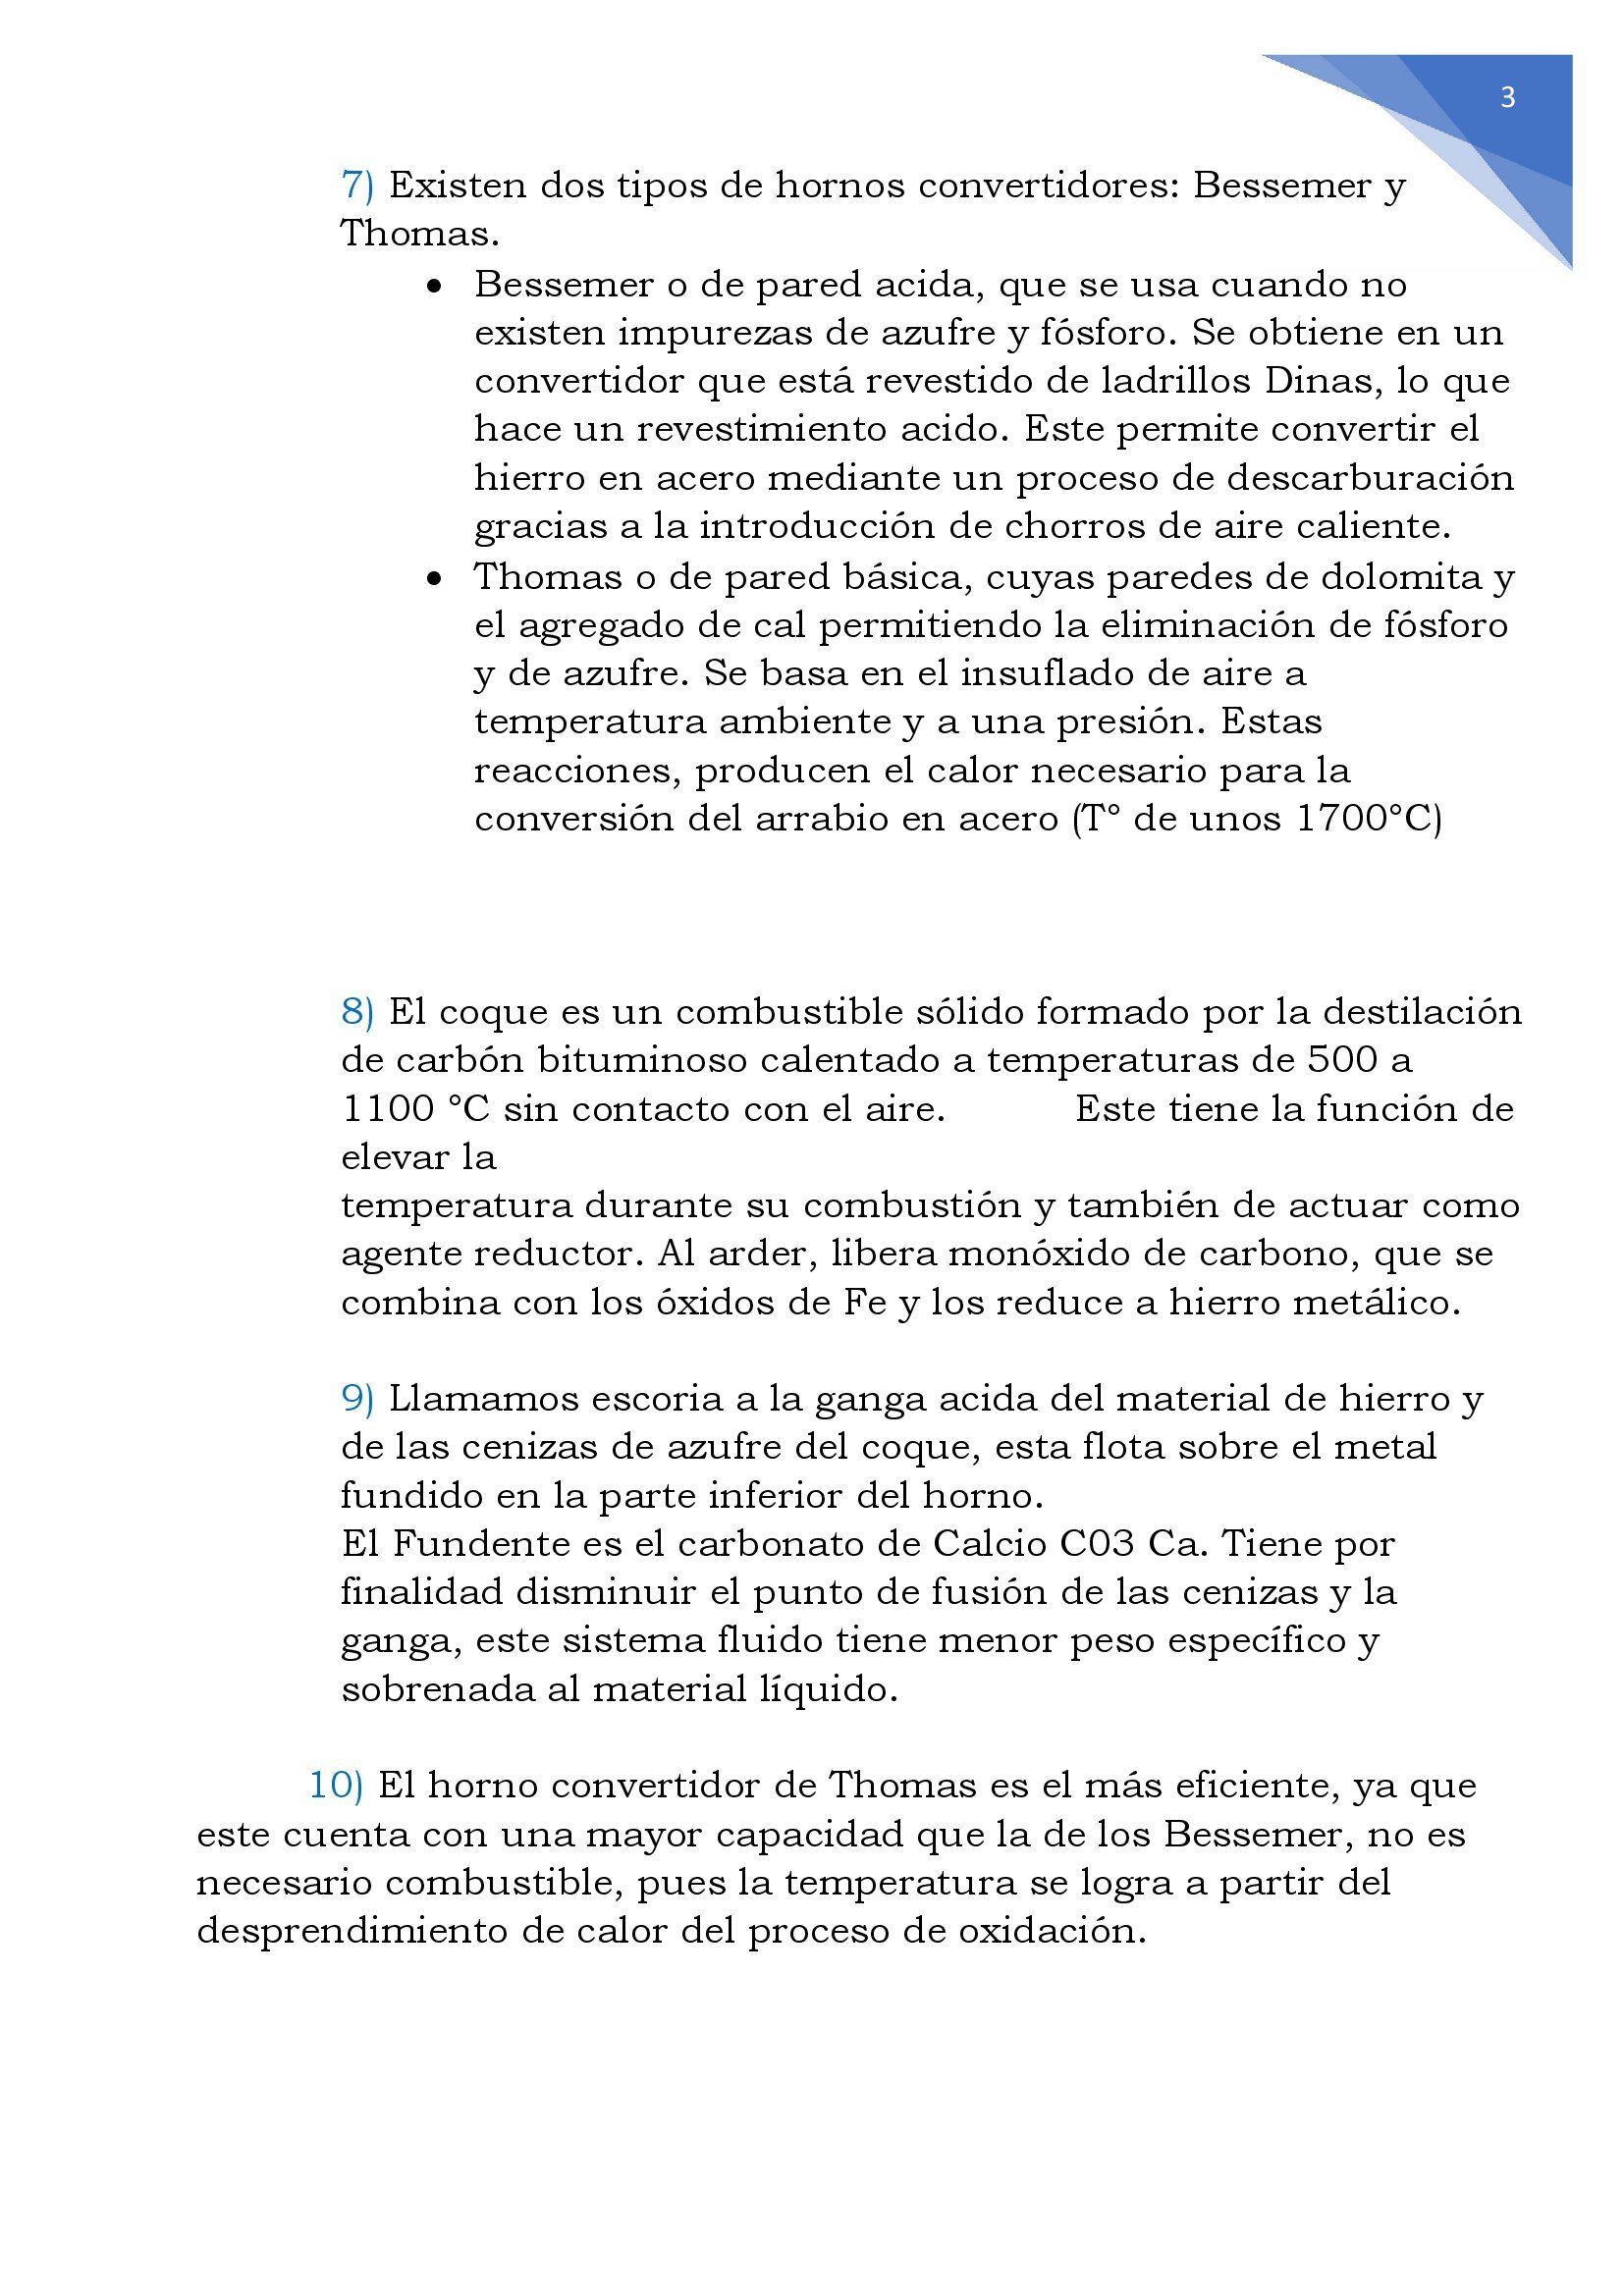 3
7) Existen dos tipos de hornos convertidores: Bessemer y
Thomas.
• Bessemer o de pared acida, que se usa cuando no
existen impurezas de azufre y fósforo. Se obtiene en un
convertidor que está revestido de ladrillos Dinas, lo que
hace un revestimiento acido. Este permite convertir el
hierro en acero mediante un proceso de descarburación
gracias a la introducción de chorros de aire caliente.
• Thomas o de pared básica, cuyas paredes de dolomita y
el agregado de cal permitiendo la eliminación de fósforo
y de azufre. Se basa en el insuflado de aire a
temperatura ambiente y a una presión. Estas
reacciones, producen el calor necesario para la
conversión del arrabio en acero (T° de unos 1700°C)
8) El coque es un combustible sólido formado por la destilación
de carbón bituminoso calentado a temperaturas de 500 a
1100 °C sin contacto con el aire. Este tiene la función de
elevar la
temperatura durante su combustión y también de actuar como
agente reductor. Al arder, libera monóxido de carbono, que se
combina con los óxidos de Fe y los reduce a hierro metálico.
9) Llamamos escoria a la ganga acida del material de hierro y
de las cenizas de azufre del coque, esta flota sobre el metal
fundido en la parte inferior del horno.
El Fundente es el carbonato de Calcio C03 Ca. Tiene por
finalidad disminuir el punto de fusión de las cenizas y la
ganga, este sistema fluido tiene menor peso específico y
sobrenada al material líquido.
10) El horno convertidor de Thomas es el más eficiente, ya que
este cuenta con una mayor capacidad que la de los Bessemer, no es
necesario combustible, pues la temperatura se logra a partir del
desprendimiento de calor del proceso de oxidación.